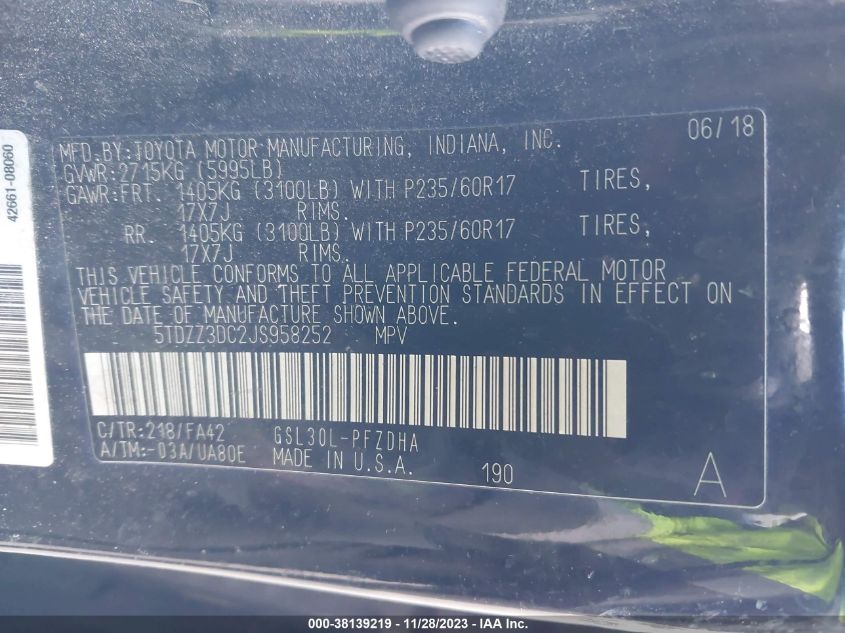 42661-08060
MFD.BY:TOYOTA MOTOR MANUFACTURING, INDIANA, INC. 06/18
GVWR:2715KG (5995LB)
GAWR:FRT. 1405KG (3100LB) WITH P235/60R17 TIRES,
17X7J RIMS.
RR. 1405KG (3100LB) WITH P235/60R17 TIRES,
17X7J RIMS.
THIS VEHICLE CONFORMS TO ALL APPLICABLE FEDERAL MOTOR
VEHICLE SAFETY AND THEFT PREVENTION STANDARDS IN EFFECT ON
THE DATE OF MANUFACTURE SHOWN ABOVE.
5TDZZ3DC2JS958252 MPV
C/TR:218/FA42 GSL30L-PFZDHA
A/TM:-03A/UA80E MADE IN U.S.A. 190 A
000-38139219 - 11/28/2023 - IAA Inc.